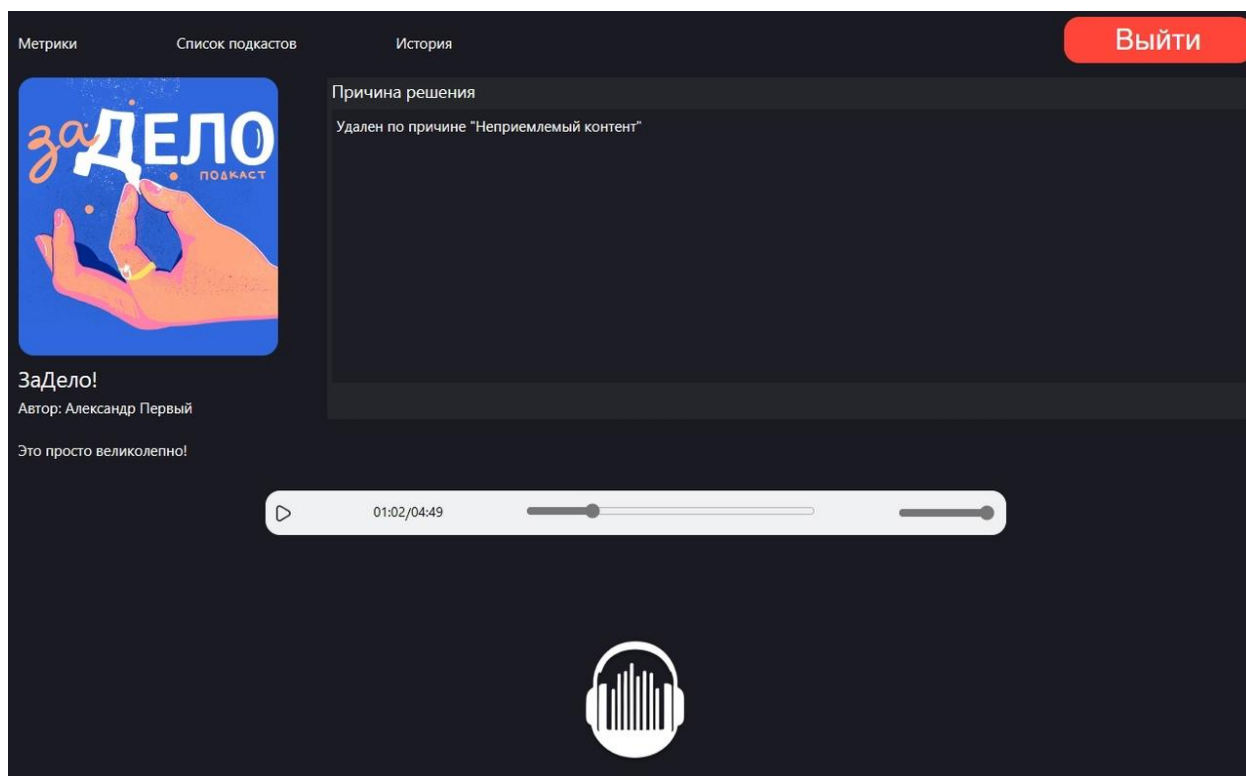 Метрики Список подкастов История Выйти
заДЕЛО
ПОДКАСТ
Причина решения
Удален по причине "Неприемлемый контент"
ЗаДело!
Автор: Александр Первый
Это просто великолепно!
01:02/04:49